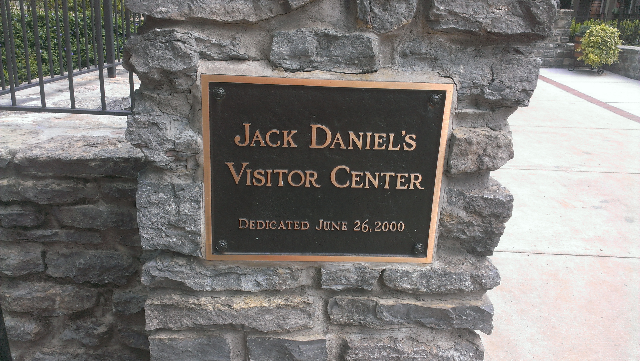 JACK DANIEL'S
VISITOR CENTER
DEDICATED JUNE 26, 2000